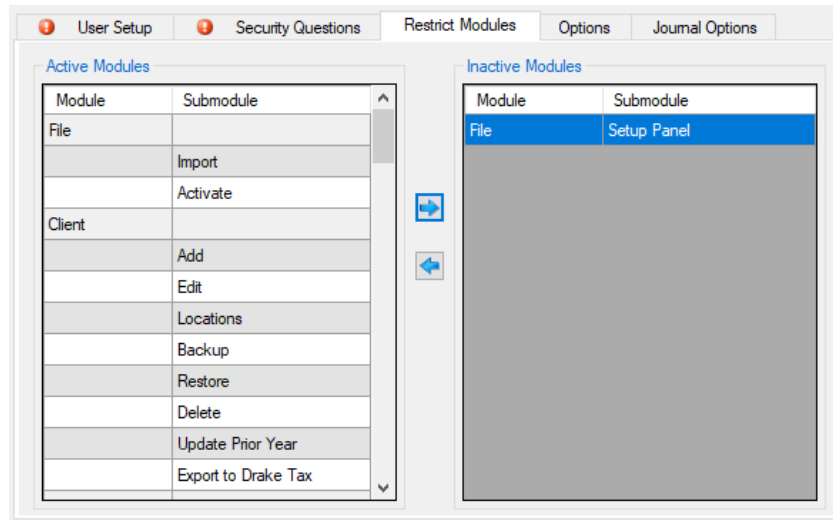 User Setup Security Questions Restrict Modules Options Journal Options
Active Modules
Module Submodule
File
Import
Activate
Client
Add
Edit
Locations
Backup
Restore
Delete
Update Prior Year
Export to Drake Tax
Inactive Modules
Module Submodule
File Setup Panel